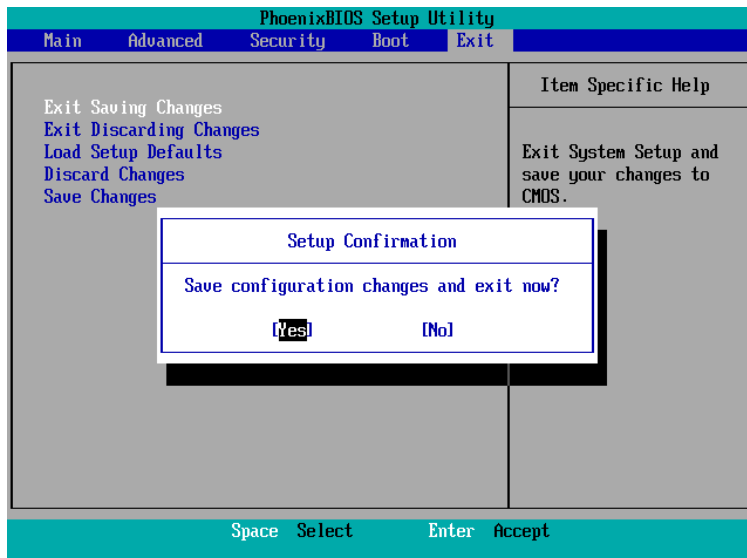 PhoenixBIOS Setup Utility
Main Advanced Security Boot Exit
Item Specific Help
Exit Saving Changes
Exit Discarding Changes
Load Setup Defaults
Discard Changes
Save Changes
Exit System Setup and
save your changes to
CMOS.
Setup Confirmation
Save configuration changes and exit now?
[Yes] [No]
Space Select Enter Accept